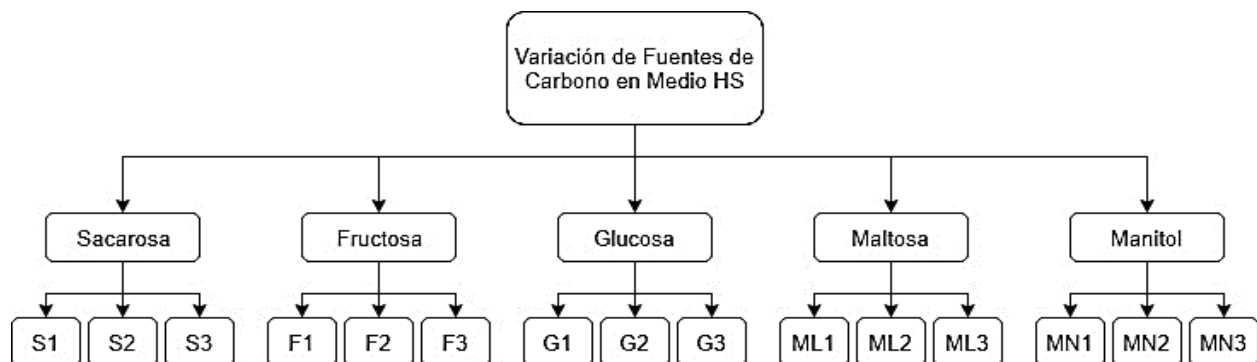 Variación de Fuentes de
Carbono en Medio HS
Sacarosa
Fructosa
Glucosa
Maltosa
Manitol
S1
S2
S3
F1
F2
F3
G1
G2
G3
ML1
ML2
ML3
MN1
MN2
MN3